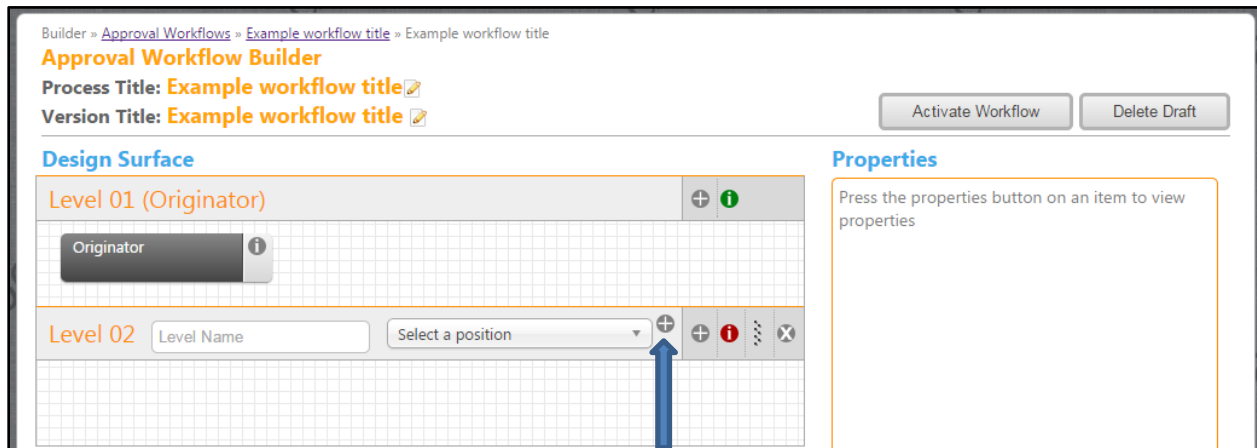 Builder » Approval Workflows » Example workflow title » Example workflow title
Approval Workflow Builder
Process Title: Example workflow title
Version Title: Example workflow title
Activate Workflow
Delete Draft
Design Surface
Properties
Level 01 (Originator)
Press the properties button on an item to view
properties
Originator
Level 02
Level Name
Select a position